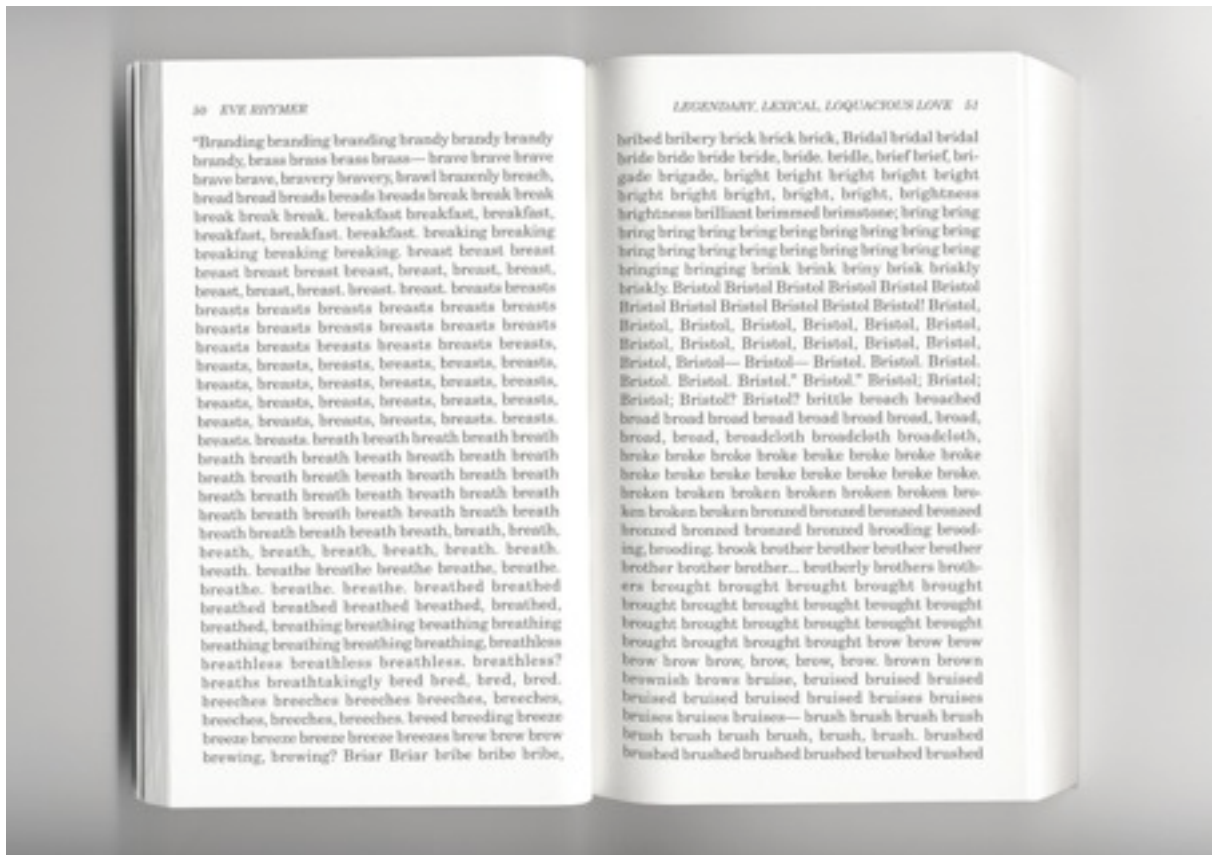 50 EVE RHYMER
"Branding branding branding brandy brandy brandy
brandy, brass brass brass brass— brave brave brave
brave brave, bravery bravery, brawl brazenly breach,
bread bread breads breads breads break break break
break break break. breakfast breakfast, breakfast,
breakfast, breakfast. breakfast. breaking breaking
breaking breaking breaking. breast breast breast
breast breast breast breast, breast, breast, breast,
breast, breast, breast. breast. breast. breasts breasts
breasts breasts breasts breasts breasts breasts
breasts breasts breasts breasts breasts breasts
breasts breasts breasts breasts breasts breasts,
breasts, breasts, breasts, breasts, breasts, breasts,
breasts, breasts, breasts, breasts, breasts, breasts,
breasts, breasts, breasts, breasts, breasts, breasts,
breasts, breasts, breasts, breasts, breasts. breasts.
breasts. breasts. breath breath breath breath breath
breath breath breath breath breath breath breath
breath breath breath breath breath breath breath
breath breath breath breath breath breath breath
breath breath breath breath breath breath breath
breath breath breath breath breath, breath, breath,
breath, breath, breath, breath, breath. breath.
breath. breathe breathe breathe breathe, breathe.
breathe. breathe. breathe. breathed breathed
breathed breathed breathed breathed, breathed,
breathed, breathing breathing breathing breathing
breathing breathing breathing breathing, breathless
breathless breathless breathless. breathless?
breaths breathtakingly bred bred, bred, bred.
breeches breeches breeches breeches, breeches,
breeches, breeches, breeches. breed breeding breeze
breeze breeze breeze breeze breezes brew brew brew
brewing, brewing? Briar Briar bribe bribe bribe,
LEGENDARY, LEXICAL, LOQUACIOUS LOVE 51
bribed bribery brick brick brick, Bridal bridal bridal
bride bride bride bride, bride. bridle, brief brief, bri-
gade brigade, bright bright bright bright bright
bright bright bright, bright, bright, brightness
brightness brilliant brimmed brimstone; bring bring
bring bring bring bring bring bring bring bring bring
bring bring bring bring bring bring bring bring bring
bringing bringing brink brink briny brisk briskly
briskly. Bristol Bristol Bristol Bristol Bristol Bristol
Bristol Bristol Bristol Bristol Bristol Bristol! Bristol,
Bristol, Bristol, Bristol, Bristol, Bristol, Bristol,
Bristol, Bristol, Bristol, Bristol, Bristol, Bristol,
Bristol, Bristol— Bristol— Bristol. Bristol. Bristol.
Bristol. Bristol. Bristol." Bristol." Bristol; Bristol;
Bristol; Bristol? Bristol? brittle broach broached
broad broad broad broad broad broad broad, broad,
broad, broad, broadcloth broadcloth broadcloth,
broke broke broke broke broke broke broke broke
broke broke broke broke broke broke broke broke.
broken broken broken broken broken broken bro-
ken broken broken bronzed bronzed bronzed bronzed
bronzed bronzed bronzed bronzed brooding brood-
ing, brooding. brook brother brother brother brother
brother brother brother... brotherly brothers broth-
ers brought brought brought brought brought
brought brought brought brought brought brought
brought brought brought brought brought brought
brought brought brought brought brow brow brow
brow brow brow, brow, brow, brow. brown brown
brownish brows bruise, bruised bruised bruised
bruised bruised bruised bruised bruises bruises
bruises bruises bruises— brush brush brush brush
brush brush brush brush, brush, brush. brushed
brushed brushed brushed brushed brushed brushed